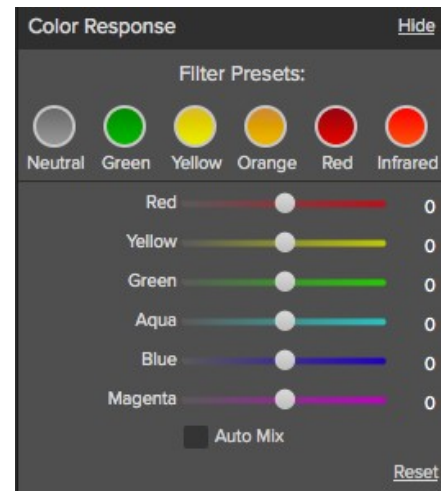 Color Response Hide
Filter Presets:
Neutral Green Yellow Orange Red Infrared
Red 0
Yellow 0
Green 0
Aqua 0
Blue 0
Magenta 0
Auto Mix
Reset